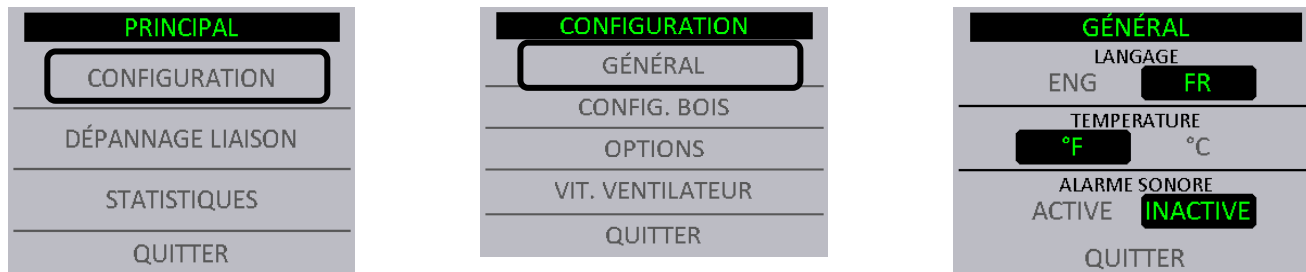 PRINCIPAL
CONFIGURATION
DÉPANNAGE LIAISON
STATISTIQUES
QUITTER
CONFIGURATION
GÉNÉRAL
CONFIG. BOIS
OPTIONS
VIT. VENTILATEUR
QUITTER
GÉNÉRAL
LANGAGE
ENG FR
TEMPERATURE
°F °C
ALARME SONORE
ACTIVE INACTIVE
QUITTER